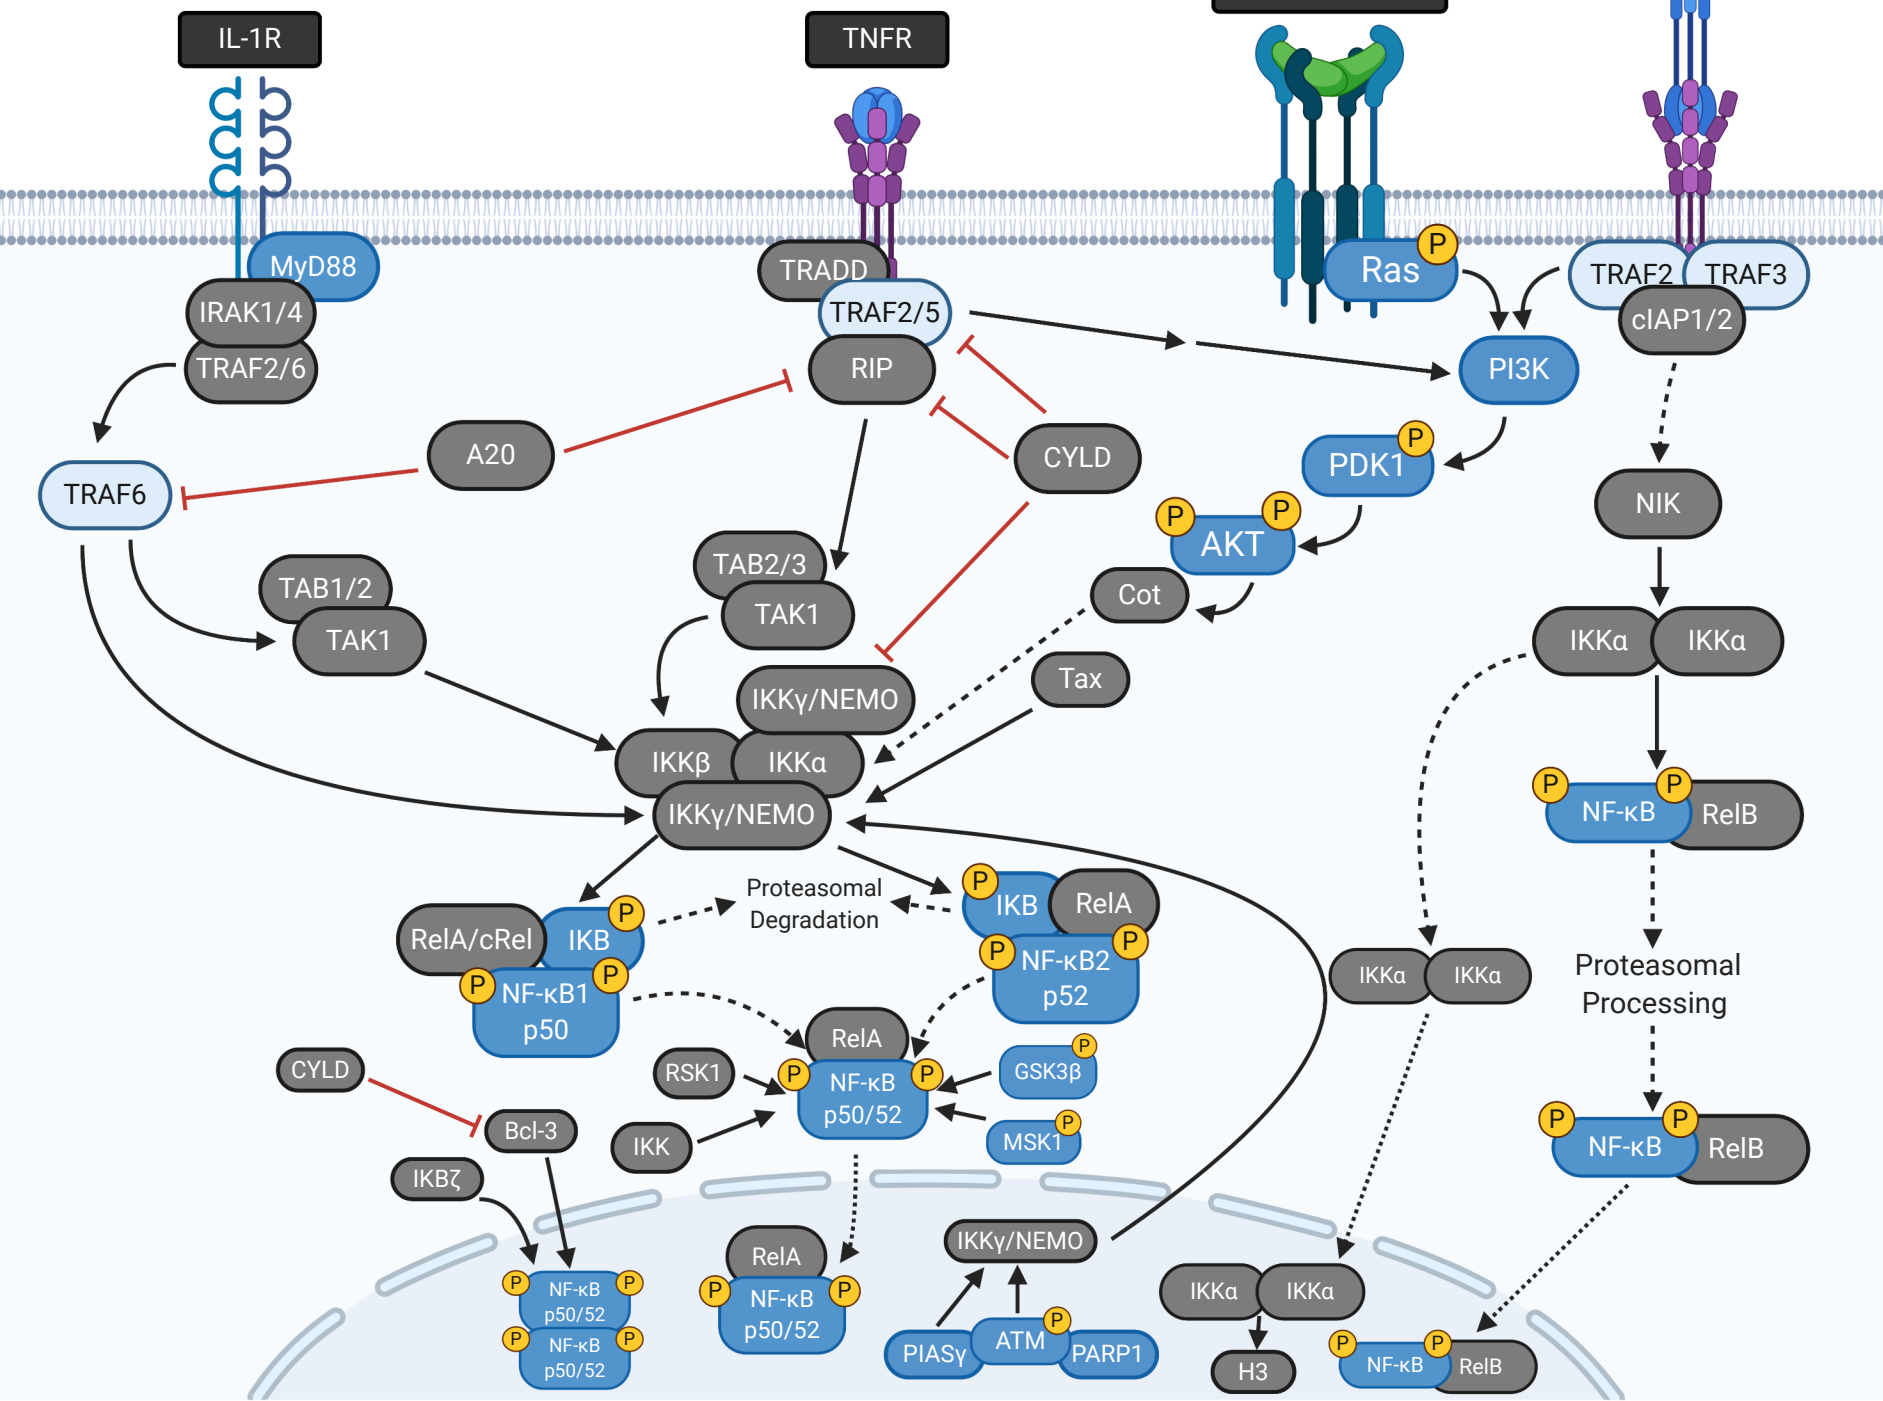 IL-1R
TNFR
MyD88
IRAK1/4
TRAF2/6
TRADD
TRAF2/5
RIP
Ras
P
TRAF2
TRAF3
cIAP1/2
PI3K
A20
CYLD
PDK1
P
TRAF6
NIK
AKT
P
P
TAB1/2
TAK1
TAB2/3
TAK1
Cot
Tax
IKKα
IKKα
IKKγ/NEMO
IKKβ
IKKα
IKKγ/NEMO
P
P
NF-κB
RelB
Proteasomal
Degradation
RelA/cRel
IKB
P
P
P
NF-κB1
p50
P
IKB
RelA
P
P
NF-κB2
p52
IKKα
IKKα
Proteasomal
Processing
CYLD
Bcl-3
IKBζ
RSK1
IKK
RelA
P
P
NF-κB
p50/52
GSK3β
P
MSK1
P
P
P
NF-κB
RelB
P
P
NF-κB
p50/52
P
P
NF-κB
p50/52
RelA
P
P
NF-κB
p50/52
IKKγ/NEMO
PIASγ
ATM
P
PARP1
IKKα
IKKα
H3
P
P
NF-κB
RelB